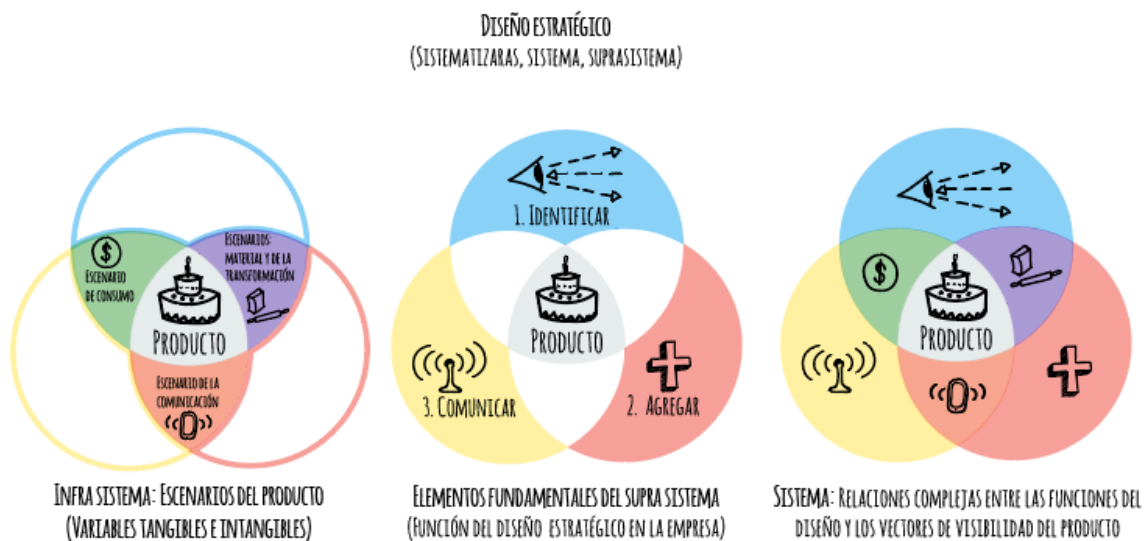 DISEÑO ESTRATÉGICO
(SISTEMATIZARAS, SISTEMA, SUPRASISTEMA)
$
ESCENARIO
DE CONSUMO
ESCENARIOS:
MATERIAL Y DE LA
TRANSFORMACIÓN
PRODUCTO
ESCENARIO DE LA
COMUNICACIÓN
INFRA SISTEMA: ESCENARIOS DEL PRODUCTO
(VARIABLES TANGIBLES E INTANGIBLES)
1. IDENTIFICAR
PRODUCTO
3. COMUNICAR
2. AGREGAR
ELEMENTOS FUNDAMENTALES DEL SUPRA SISTEMA
(FUNCIÓN DEL DISEÑO ESTRATÉGICO EN LA EMPRESA)
$
PRODUCTO
SISTEMA: RELACIONES COMPLEJAS ENTRE LAS FUNCIONES DEL
DISEÑO Y LOS VECTORES DE VISIBILIDAD DEL PRODUCTO